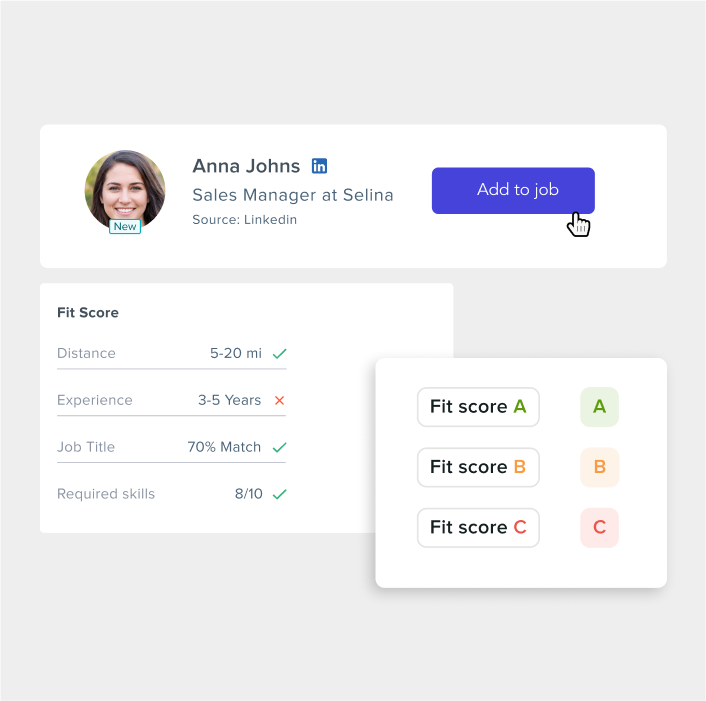 Anna Johns in
Sales Manager at Selina
Source: Linkedin
New
Add to job
Fit Score
Distance 5-20 mi
Experience 3-5 Years
Job Title 70% Match
Required skills 8/10
Fit score A A
Fit score B B
Fit score C C